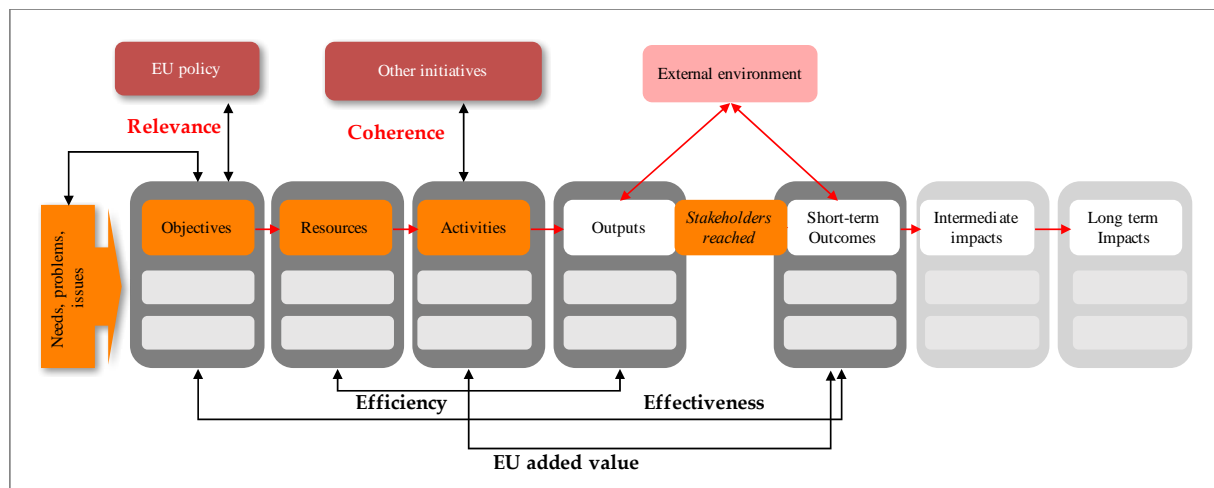 EU policy
Other initiatives
External environment
Relevance
Coherence
Needs, problems,
issues
Objectives
Resources
Activities
Outputs
Stakeholders
reached
Short-term
Outcomes
Intermediate
impacts
Long term
Impacts
Efficiency
Effectiveness
EU added value